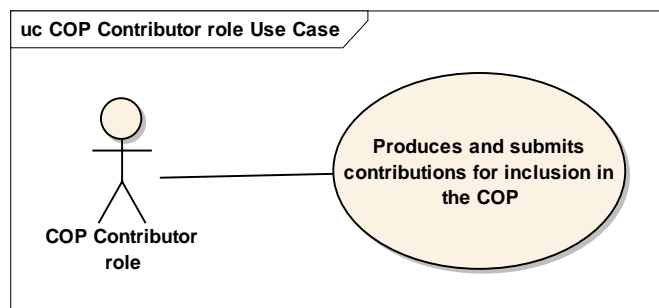 uc COP Contributor role Use Case
Produces and submits
contributions for inclusion in
the COP
COP Contributor
role